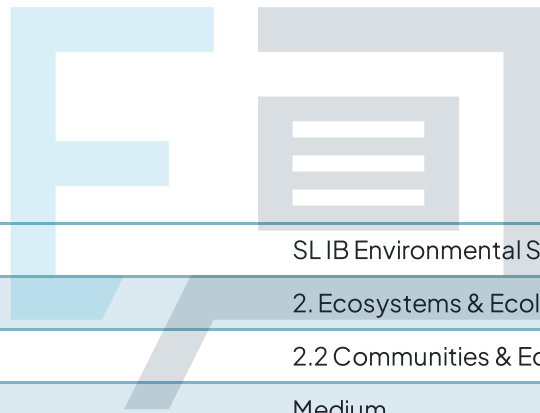 SL IB Environmental S
2. Ecosystems & Ecol
2.2 Communities & Ec
Medium